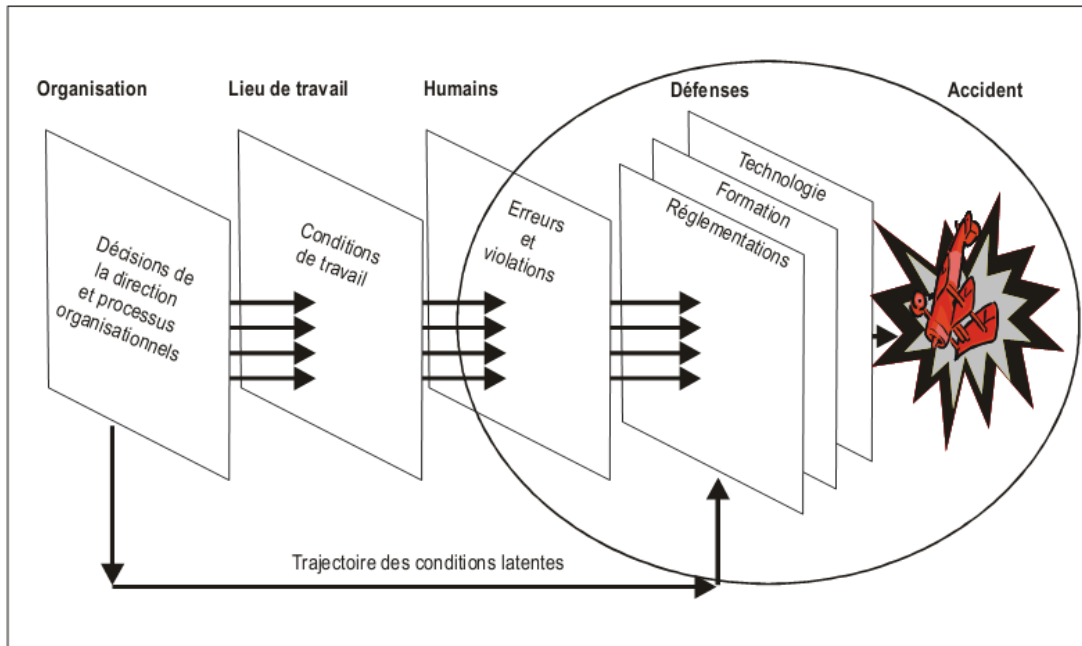 Organisation
Lieu de travail
Humains
Défenses
Accident
Décisions de
la direction
et processus
organisationnels
Conditions
de travail
Erreurs
et
violations
Technologie
Formation
Réglementations
Trajectoire des conditions latentes